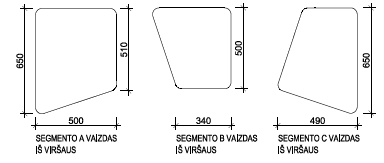 650
510
500
SEGMENTO A VAIZDAS
IŠ VIRŠAUS
500
340
SEGMENTO B VAIZDAS
IŠ VIRŠAUS
650
490
SEGMENTO C VAIZDAS
IŠ VIRŠAUS